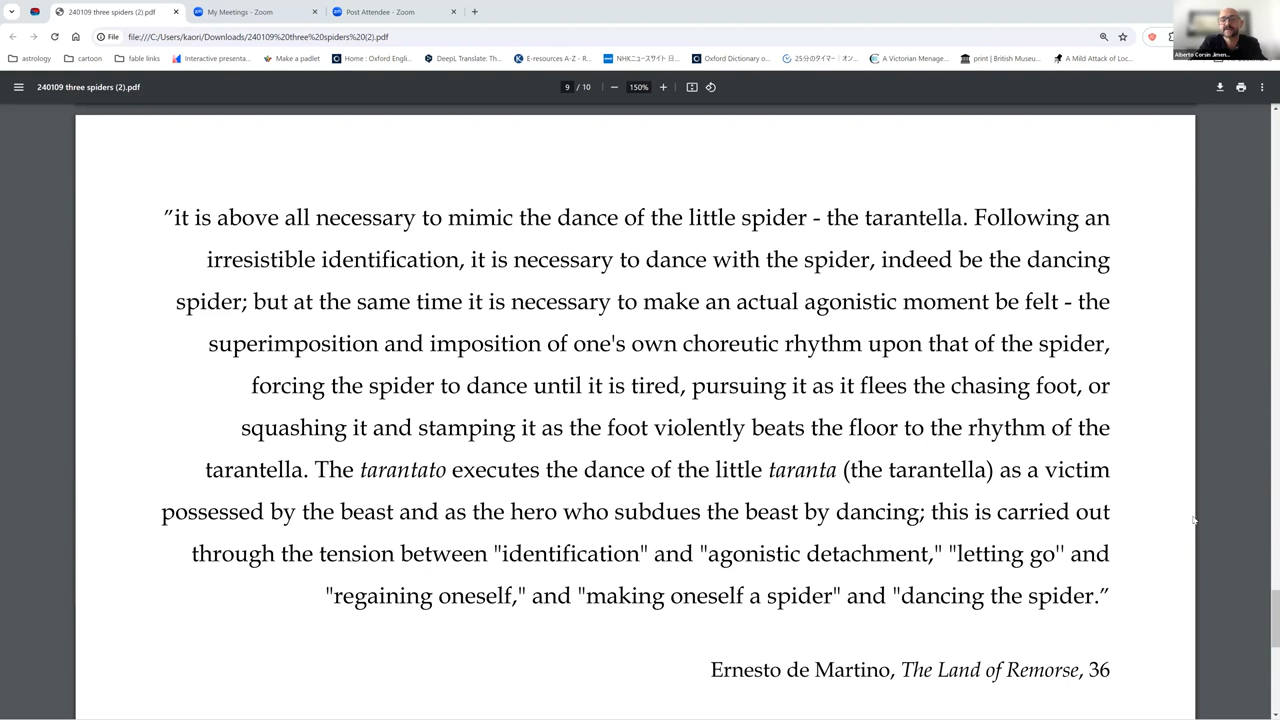 240109 three spiders (2).pdf
My Meetings - Zoom
Post Attendee - Zoom
File
file:///C:/Users/kaori/Downloads/240109%20three%20spiders%20(2).pdf
Alberto Corsin Jimen...
astrology
cartoon
fable links
Interactive presenta...
Make a padlet
Home : Oxford Engli...
DeepL Translate: Th...
E-resources A-Z - R...
NHKニュースサイト 日...
Oxford Dictionary o...
25分のタイマー | オン...
A Victorian Menage...
print | British Museu...
A Mild Attack of Loc...
240109 three spiders (2).pdf
9 / 10
150%
”it is above all necessary to mimic the dance of the little spider - the tarantella. Following an
irresistible identification, it is necessary to dance with the spider, indeed be the dancing
spider; but at the same time it is necessary to make an actual agonistic moment be felt - the
superimposition and imposition of one's own choreutic rhythm upon that of the spider,
forcing the spider to dance until it is tired, pursuing it as it flees the chasing foot, or
squashing it and stamping it as the foot violently beats the floor to the rhythm of the
tarantella. The tarantato executes the dance of the little taranta (the tarantella) as a victim
possessed by the beast and as the hero who subdues the beast by dancing; this is carried out
through the tension between "identification" and "agonistic detachment," "letting go'' and
"regaining oneself," and "making oneself a spider" and "dancing the spider.”
Ernesto de Martino, The Land of Remorse, 36